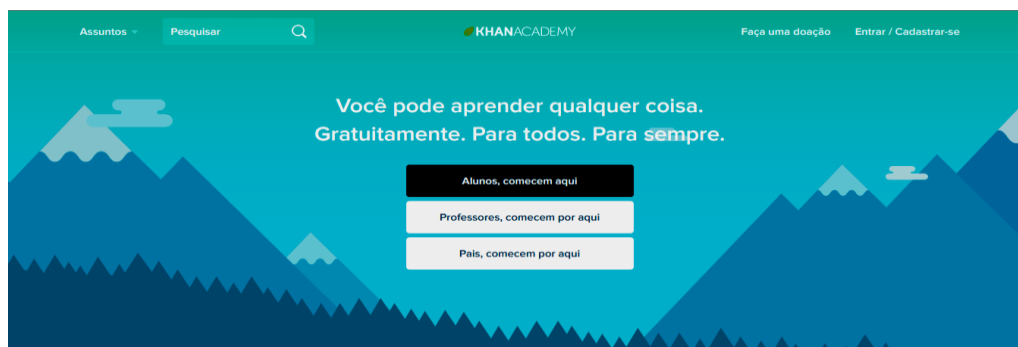 Assuntos
Pesquisar
KHANACADEMY
Faça uma doação
Entrar / Cadastrar-se
Você pode aprender qualquer coisa.
Gratuitamente. Para todos. Para sempre.
Alunos, comecem aqui
Professores, comecem por aqui
Pais, comecem por aqui